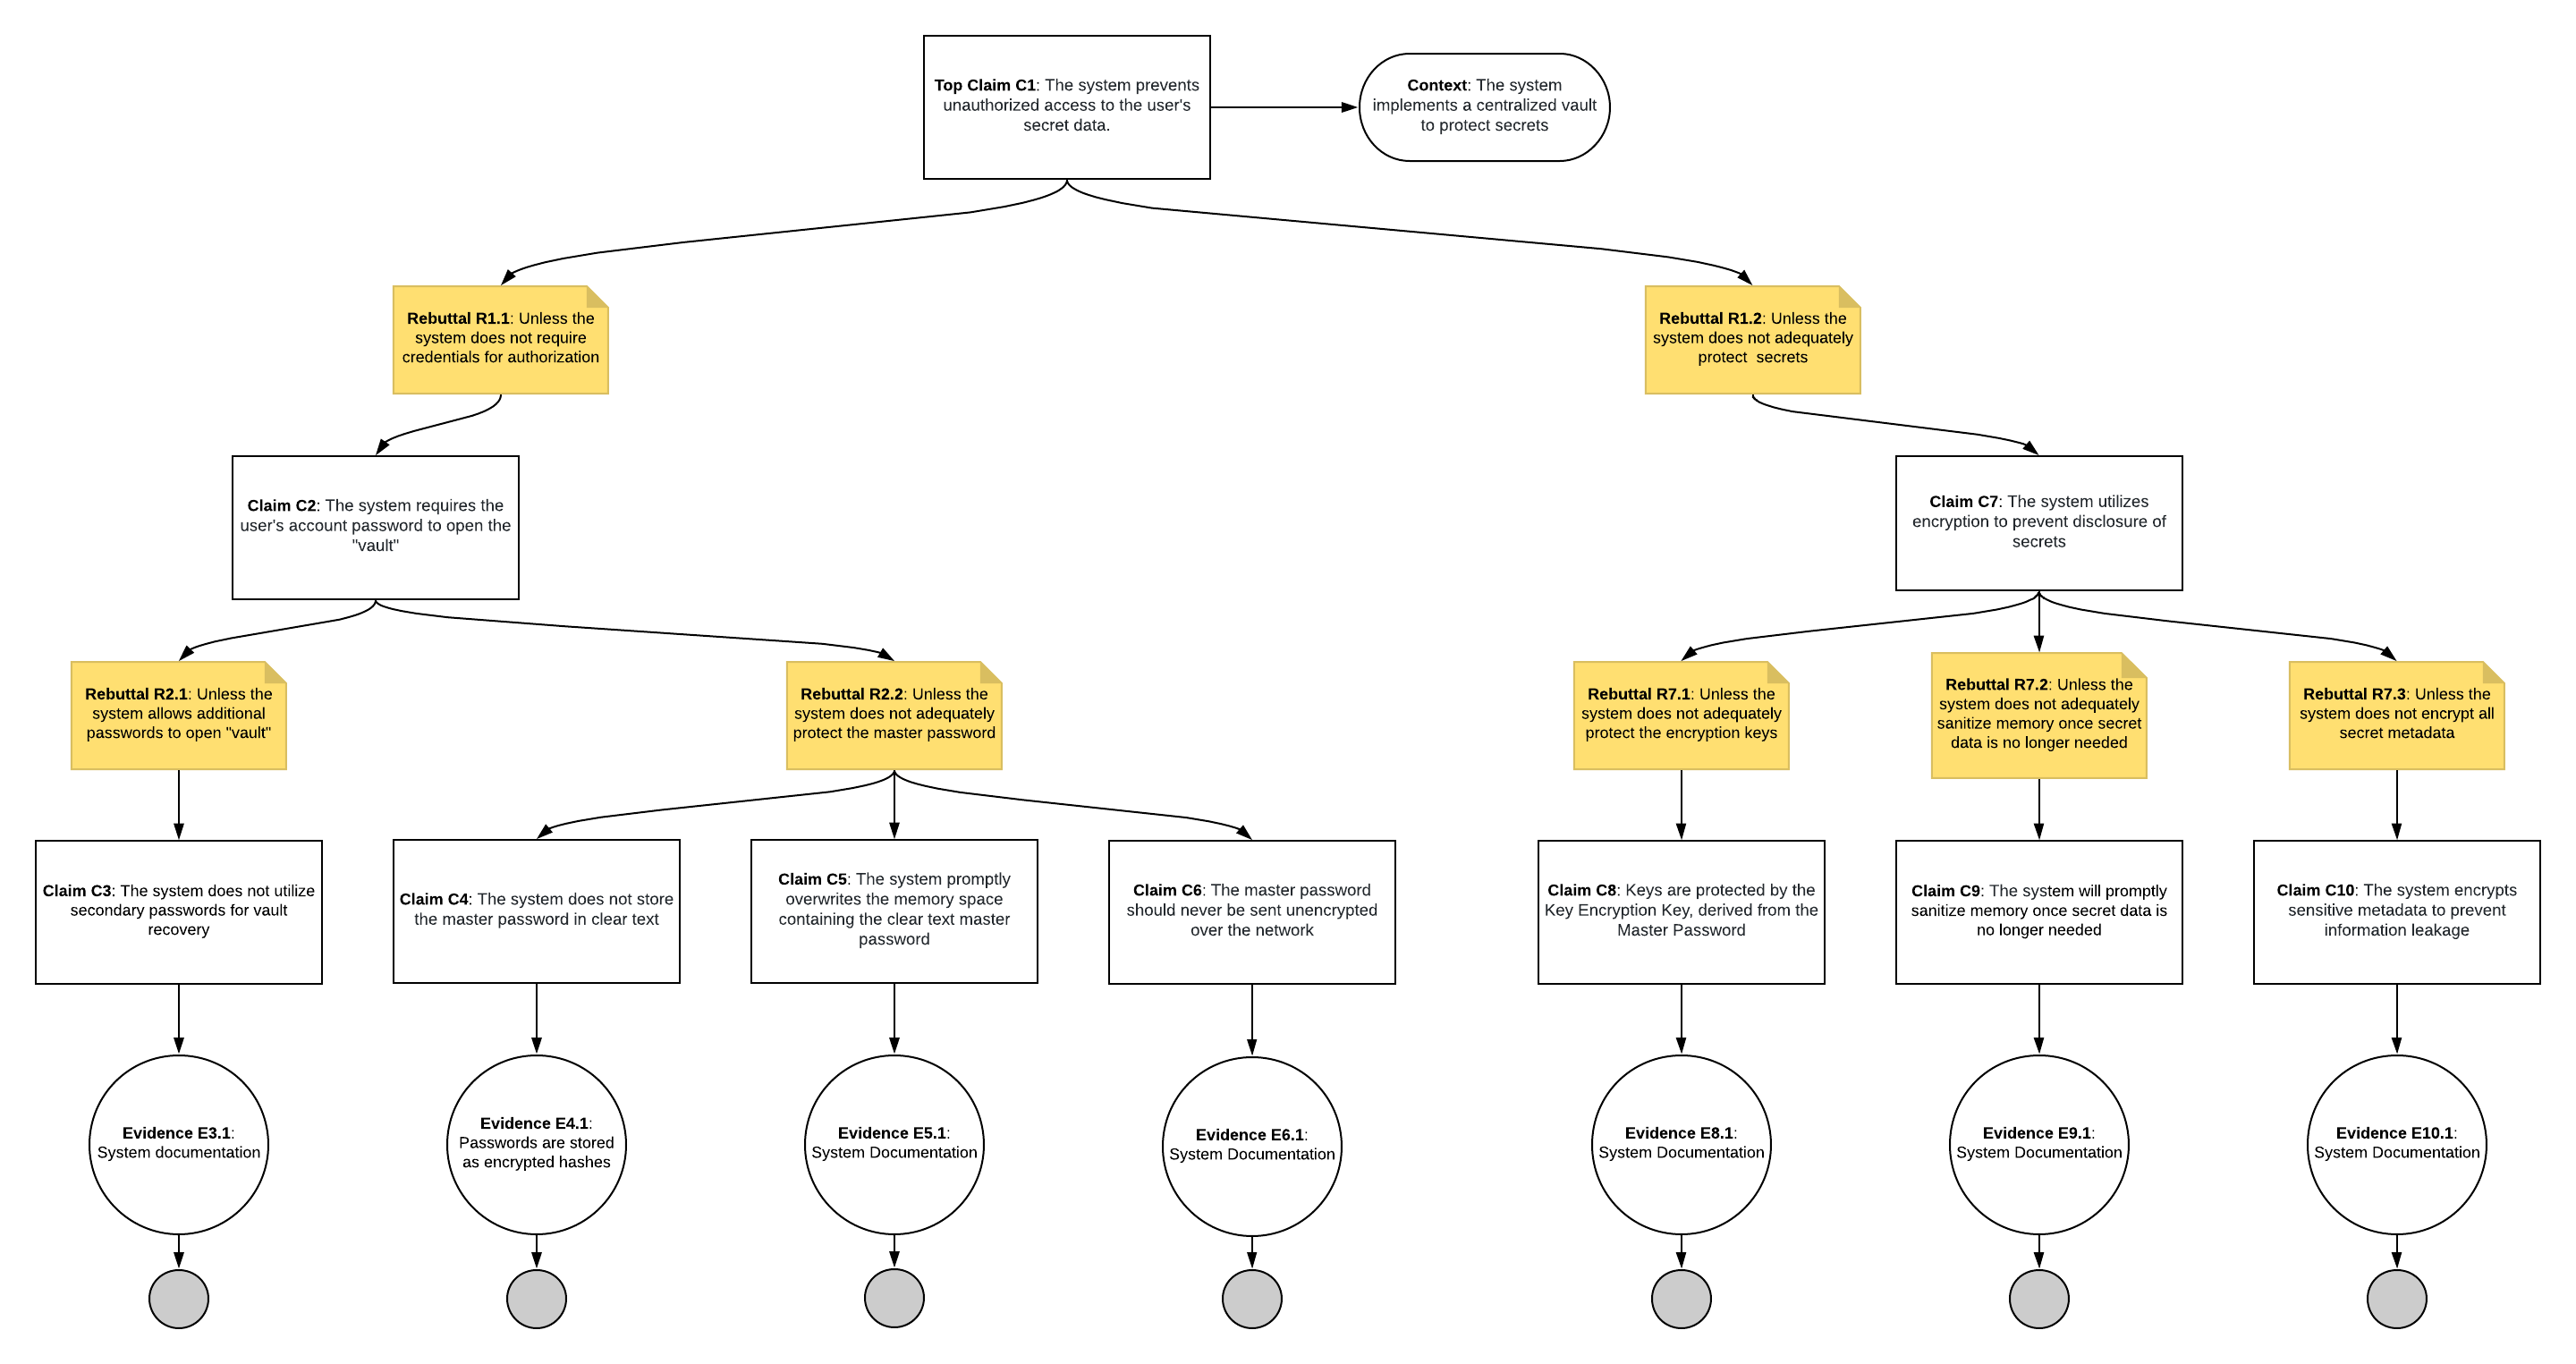 Top Claim C1: The system prevents
unauthorized access to the user's
secret data.
Context: The system
implements a centralized vault
to protect secrets
Rebuttal R1.1: Unless the
system does not require
credentials for authorization
Rebuttal R1.2: Unless the
system does not adequately
protect  secrets
Claim C2: The system requires the
user's account password to open the
"vault"
Claim C7: The system utilizes
encryption to prevent disclosure of
secrets
Rebuttal R2.1: Unless the
system allows additional
passwords to open "vault"
Rebuttal R2.2: Unless the
system does not adequately
protect the master password
Rebuttal R7.1: Unless the
system does not adequately
protect the encryption keys
Rebuttal R7.2: Unless the
system does not adequately
sanitize memory once secret
data is no longer needed
Rebuttal R7.3: Unless the
system does not encrypt all
secret metadata
Claim C3: The system does not utilize
secondary passwords for vault
recovery
Claim C4: The system does not store
the master password in clear text
Claim C5: The system promptly
overwrites the memory space
containing the clear text master
password
Claim C6: The master password
should never be sent unencrypted
over the network
Claim C8: Keys are protected by the
Key Encryption Key, derived from the
Master Password
Claim C9: The system will promptly
sanitize memory once secret data is
no longer needed
Claim C10: The system encrypts
sensitive metadata to prevent
information leakage
Evidence E3.1:
System documentation
Evidence E4.1:
Passwords are stored
as encrypted hashes
Evidence E5.1:
System Documentation
Evidence E6.1:
System Documentation
Evidence E8.1:
System Documentation
Evidence E9.1:
System Documentation
Evidence E10.1:
System Documentation